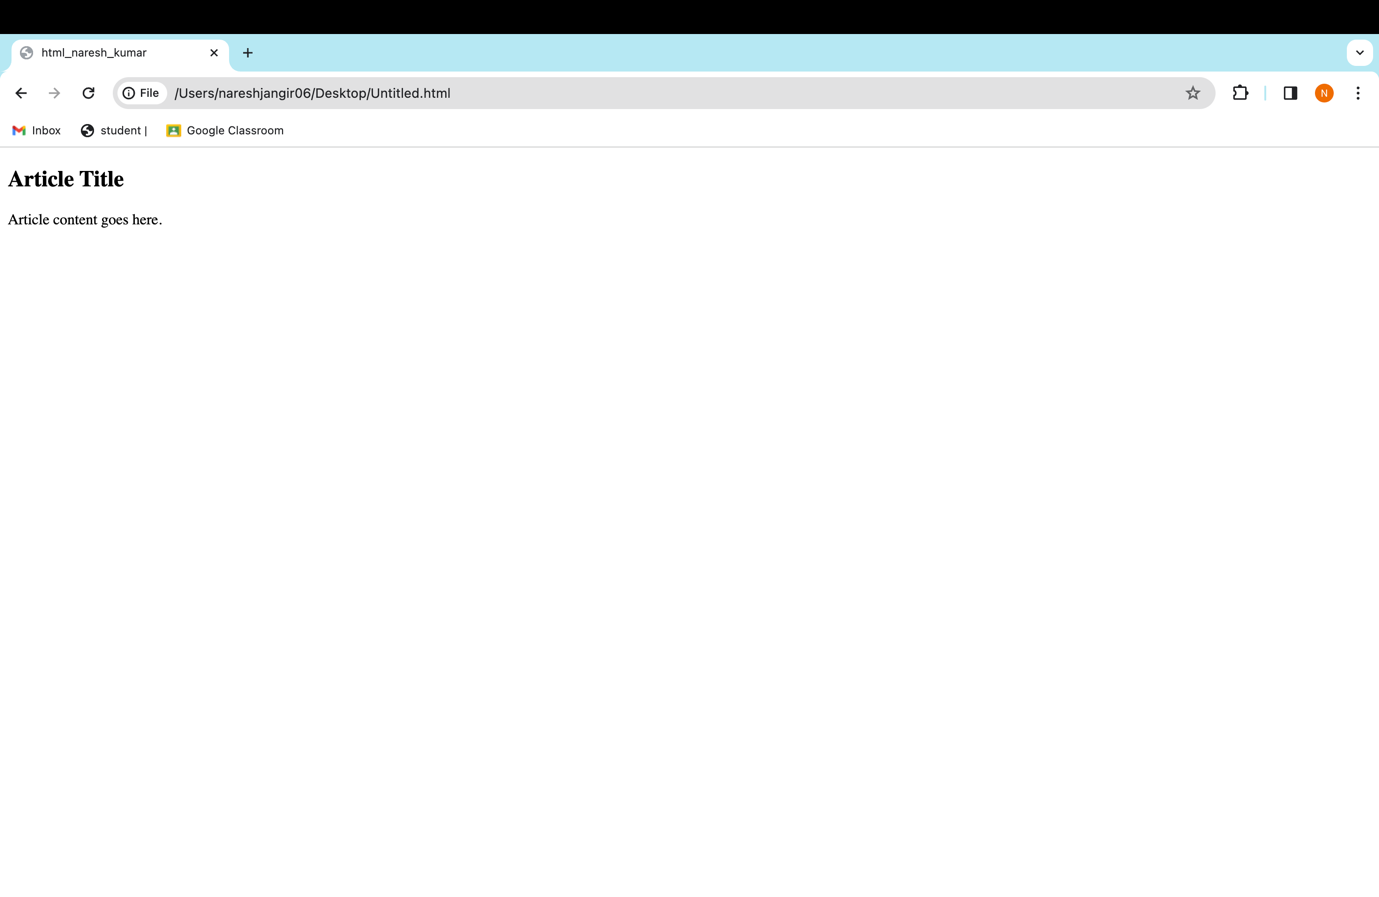 html_naresh_kumar
File /Users/nareshjangir06/Desktop/Untitled.html N
Inbox student | Google Classroom
Article Title
Article content goes here.